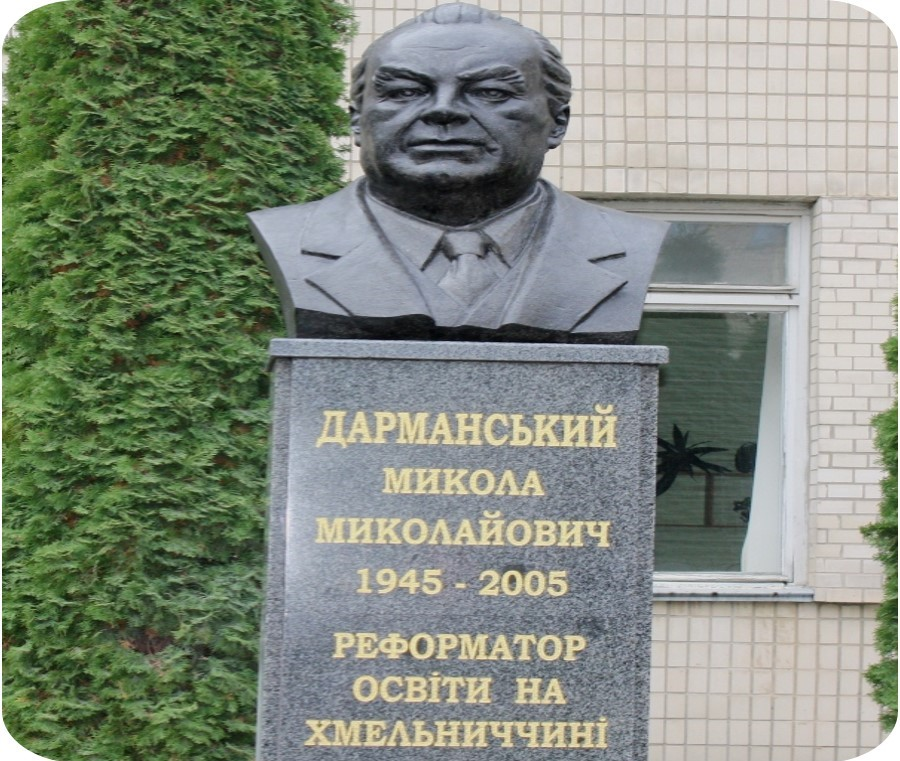 ДАРМАНСЬКИЙ
МИКОЛА
МИКОЛАЙОВИЧ
1945 - 2005
РЕФОРМАТОР
ОСВІТИ НА
ХМЕЛЬНИЧЧИНІ